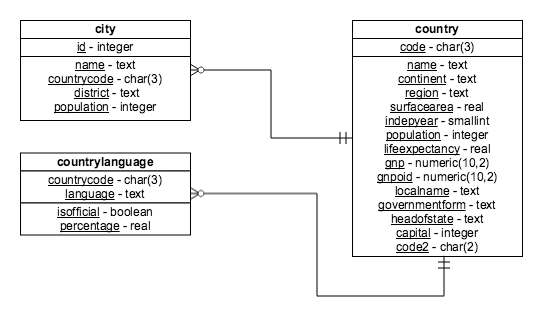 city
id - integer
name - text
countrycode - char(3)
district - text
population - integer
countrylanguage
countrycode - char(3)
language - text
isofficial - boolean
percentage - real
country
code - char(3)
name - text
continent - text
region - text
surfacearea - real
indepyear - smallint
population - integer
lifeexpectancy - real
gnp - numeric(10,2)
gnpoid - numeric(10,2)
localname - text
governmentform - text
headofstate - text
capital - integer
code2 - char(2)